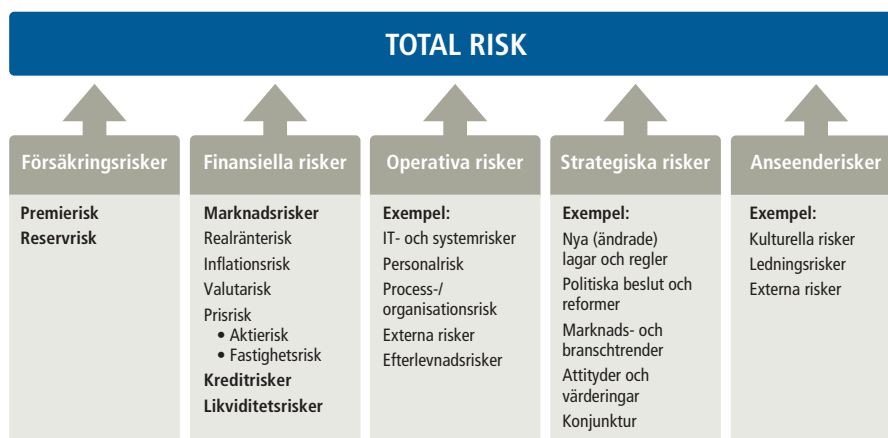 TOTAL RISK
Försäkringsrisker
Premierisk
Reservrisk
Finansiella risker
Marknadsrisker
Realränterisk
Inflationsrisk
Valutarisk
Prisrisk
• Aktierisk
• Fastighetsrisk
Kreditrisker
Likviditetsrisker
Operativa risker
Exempel:
IT- och systemrisker
Personalrisk
Process-/
organisationsrisk
Externa risker
Efterlevnadsrisker
Strategiska risker
Exempel:
Nya (ändrade)
lagar och regler
Politiska beslut och
reformer
Marknads- och
branschtrender
Attityder och
värderingar
Konjunktur
Anseenderisker
Exempel:
Kulturella risker
Ledningsrisker
Externa risker